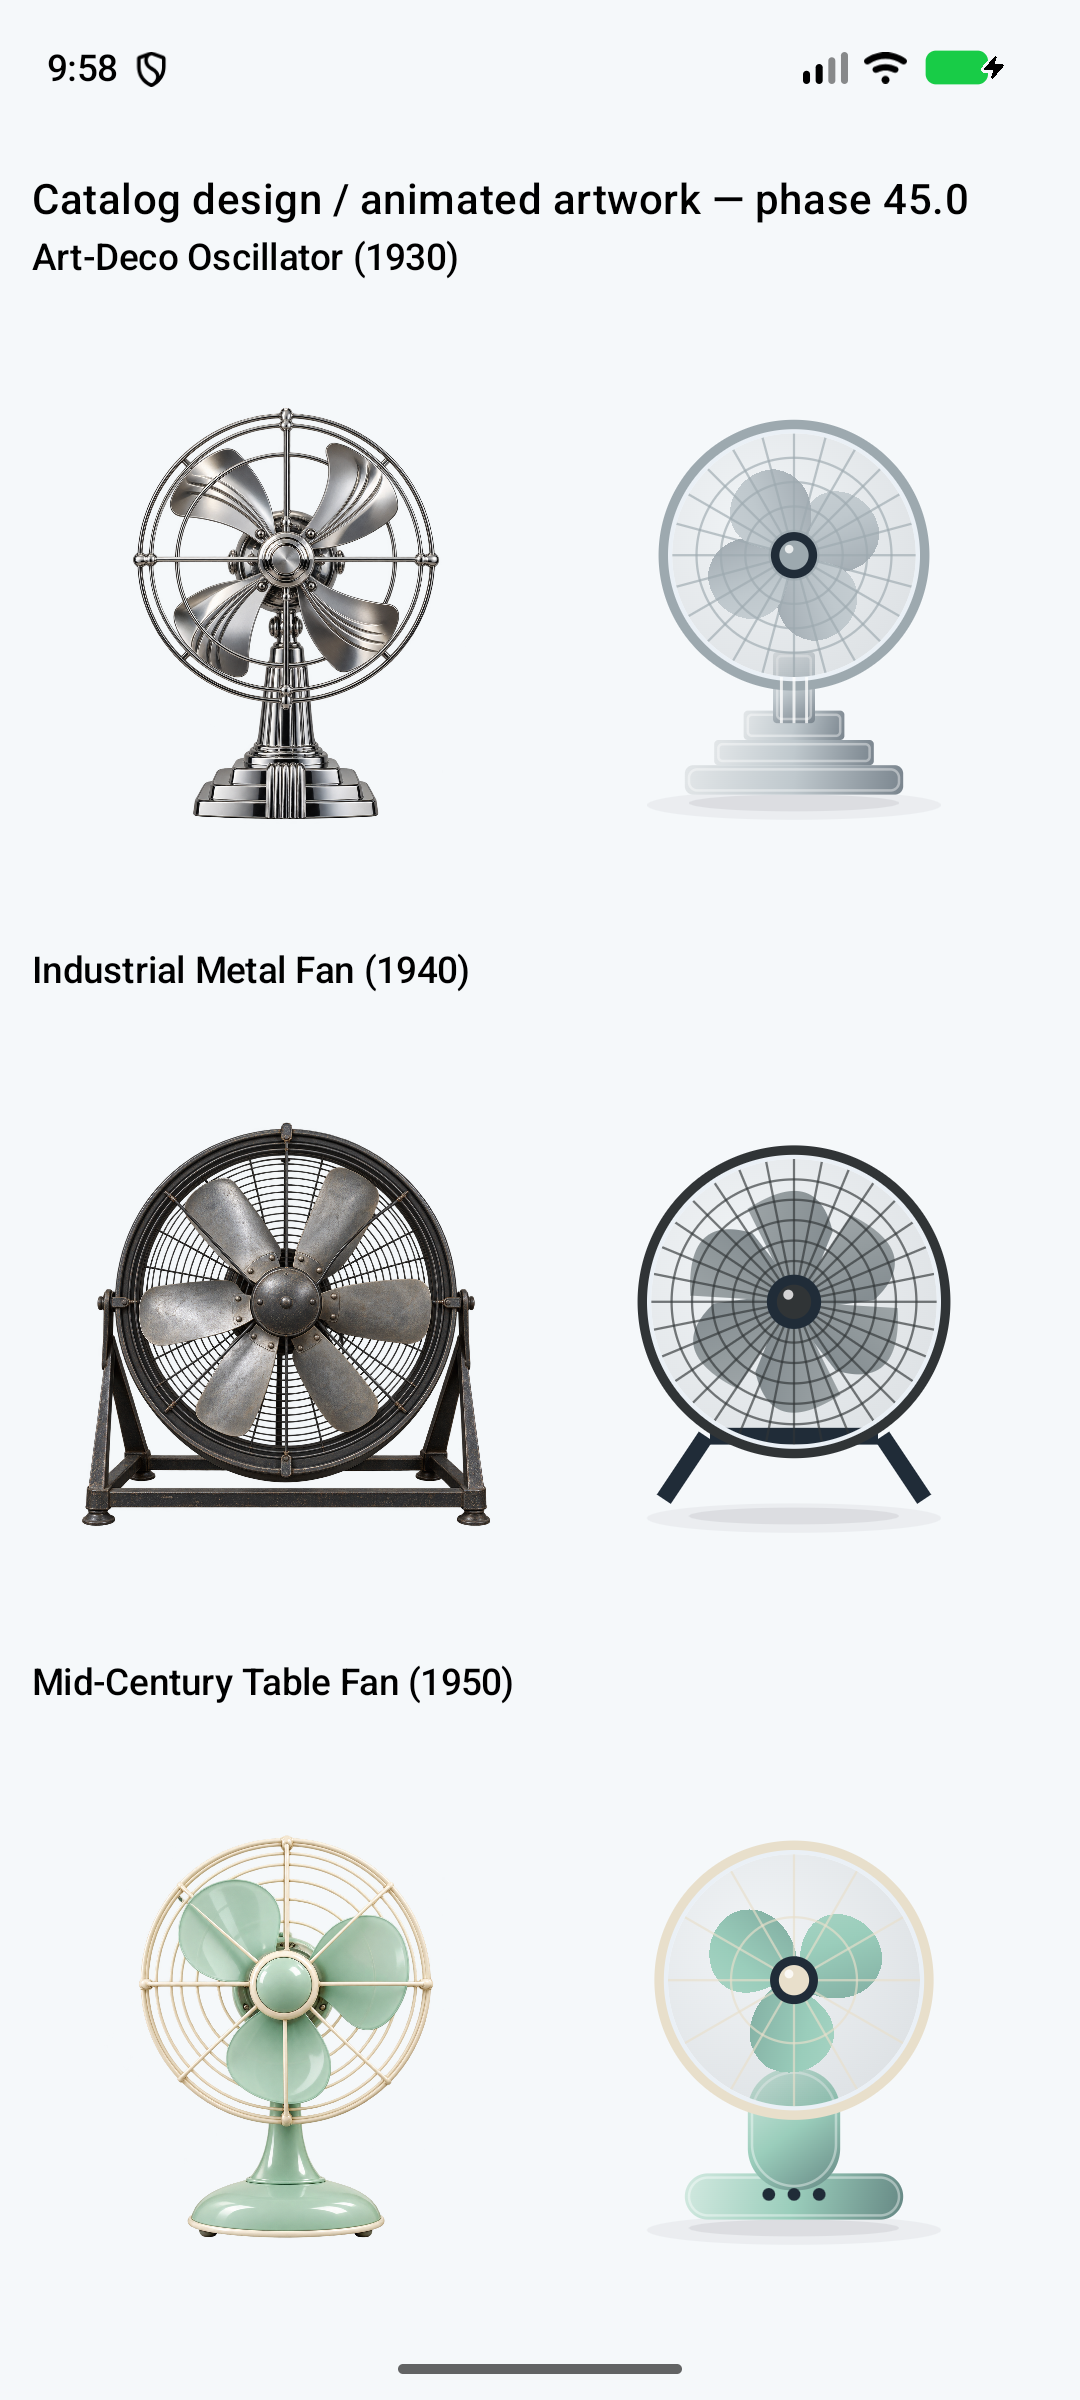 9:58
Catalog design / animated artwork — phase 45.0
Art-Deco Oscillator (1930)
Industrial Metal Fan (1940)
Mid-Century Table Fan (1950)